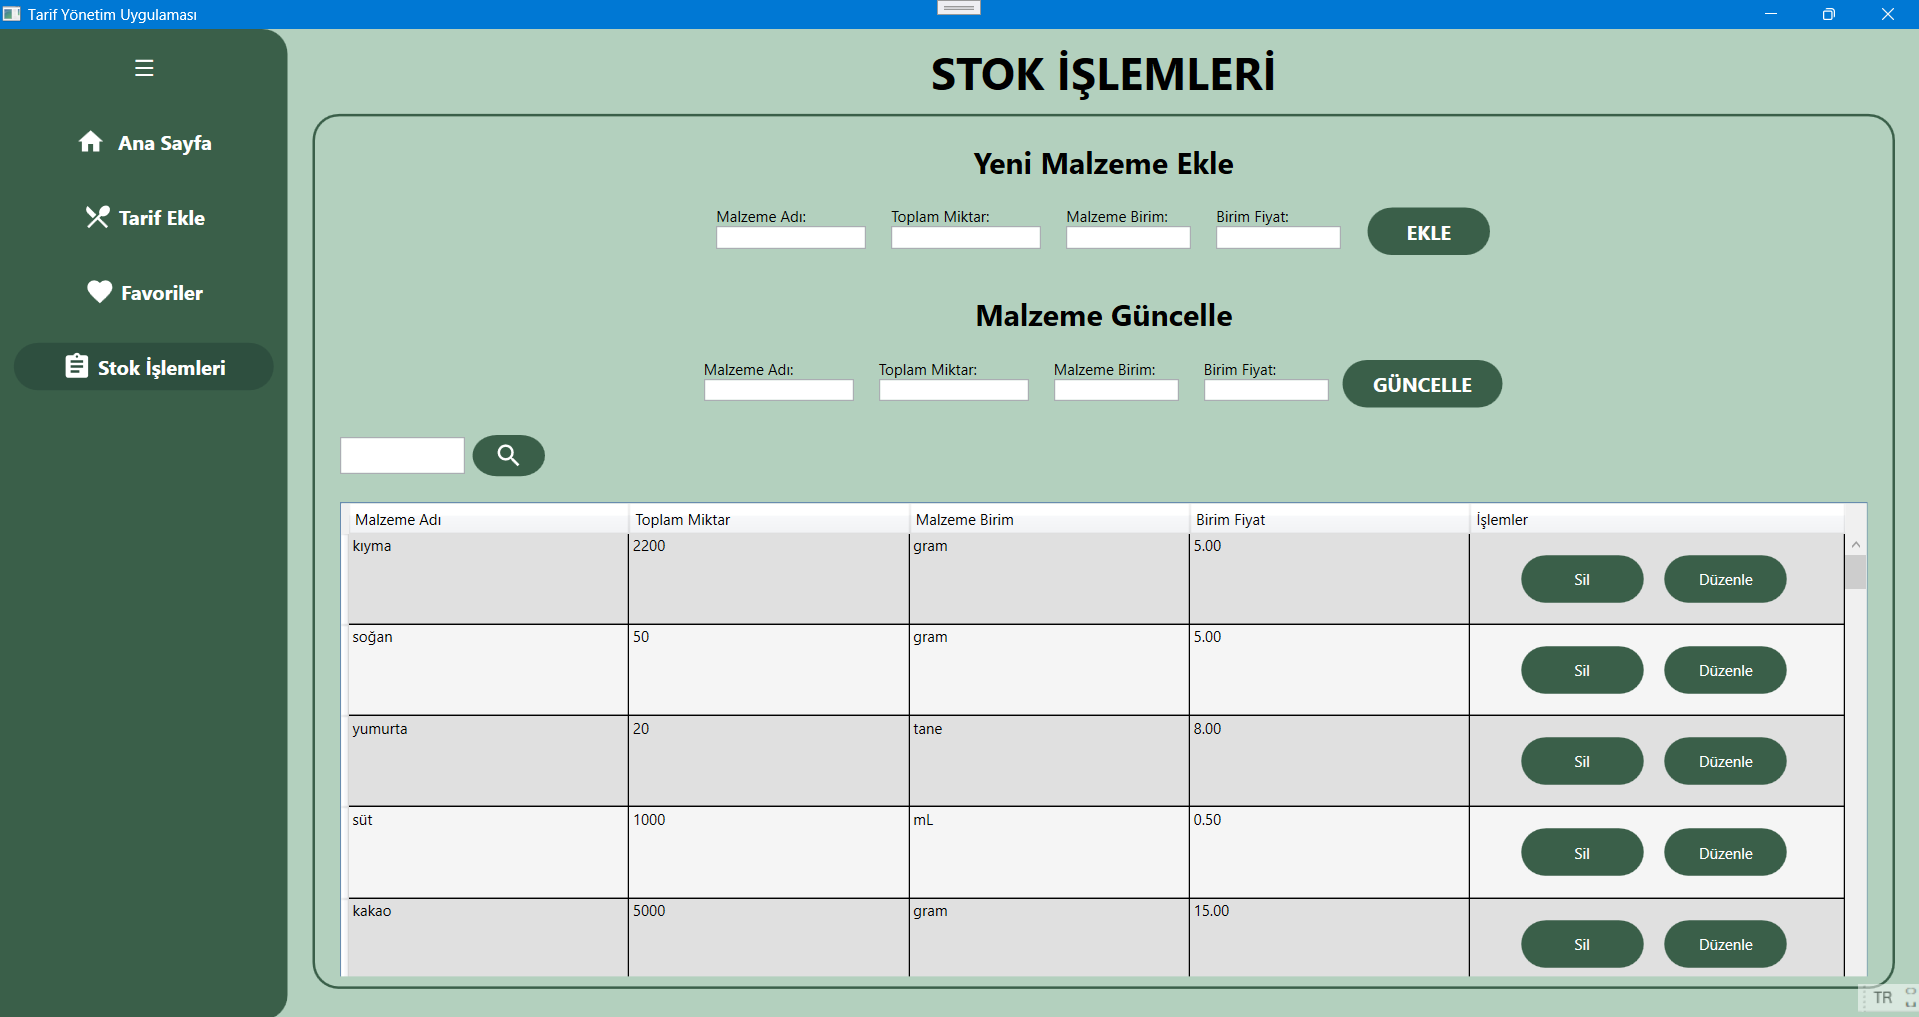 Tarif Yönetim Uygulaması
Ana Sayfa
Tarif Ekle
Favoriler
Stok İşlemleri
STOK İŞLEMLERİ
Yeni Malzeme Ekle
Malzeme Adı: Toplam Miktar: Malzeme Birim: Birim Fiyat: EKLE
Malzeme Güncelle
Malzeme Adı: Toplam Miktar: Malzeme Birim: Birim Fiyat: GÜNCELLE
Malzeme Adı Toplam Miktar Malzeme Birim Birim Fiyat İşlemler
kıyma 2200 gram 5.00 Sil Düzenle
soğan 50 gram 5.00 Sil Düzenle
yumurta 20 tane 8.00 Sil Düzenle
süt 1000 mL 0.50 Sil Düzenle
kakao 5000 gram 15.00 Sil Düzenle
TR